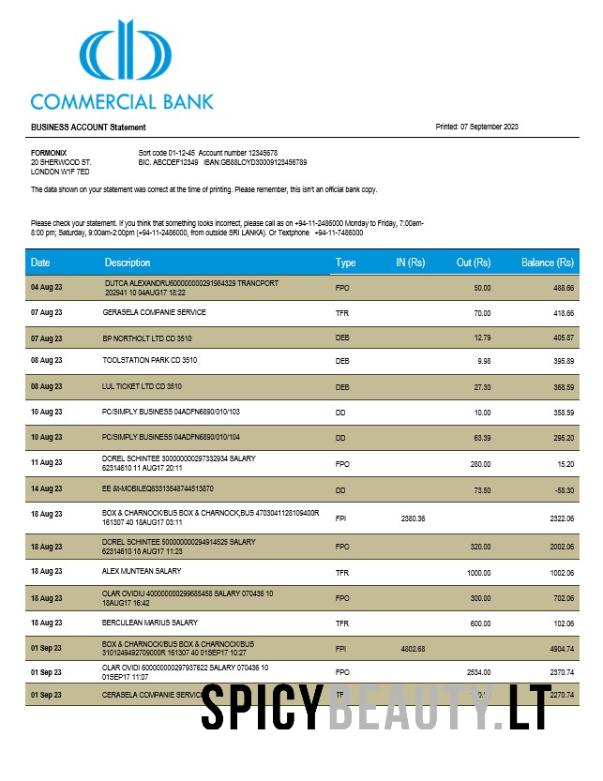 COMMERCIAL BANK
BUSINESS ACCOUNT Statement Printed: 07 September 2023
FORMONIX Sort code 01-12-45 Account number 12345678
20 SHERWOOD ST. BIC. ABCDEF12349 IBAN:GB88LOYD30009123456789
LONDON W1F 7ED
The data shown on your statement was correct at the time of printing. Please remember, this isn't an official bank copy.
Please check your statement. If you think that something looks incorrect, please call as on +94-11-2486000 Monday to Friday, 7:00am-
8:00 pm; Saturday, 9:00am-2:00pm (+94-11-2486000, from outside SRI LANKA). Or Textphone +94-11-7486000
Date Description Type IN (Rs) Out (Rs) Balance (Rs)
04 Aug 23 DUTCA ALEXANDRU600000000291984329 TRANCPORT FPO 50.00 488.66
202941 10 04AUG17 18:22
07 Aug 23 GERASELA COMPANIE SERVICE TFR 70.00 418.66
07 Aug 23 BP NORTHOLT LTD CD 3510 DEB 12.79 405.87
08 Aug 23 TOOLSTATION PARK CD 3510 DEB 9.98 395.89
08 Aug 23 LUL TICKET LTD CD 3510 DEB 27.30 368.59
10 Aug 23 PC/SIMPLY BUSINESS 04ADFN6890/010/103 DD 10.00 358.59
10 Aug 23 PC/SIMPLY BUSINESS 04ADFN6890/010/104 DD 63.39 295.20
11 Aug 23 DOREL SCHINTEE 300000000297332934 SALARY FPO 280.00 15.20
62314610 11 AUG17 20:11
14 Aug 23 EE &t-MOBILEQ83313548744513870 DD 73.50 -58.30
18 Aug 23 BOX & CHARNOCK/BUS BOX & CHARNOCK,BUS 4703041128109400R FPI 2380.36 2322.06
161307 40 18AUG17 03:11
18 Aug 23 DOREL SCHINTEE 500000000294914525 SALARY FPO 320.00 2002.06
62314610 18 AUG17 11:23
18 Aug 23 ALEX MUNTEAN SALARY TFR 1000.00 1002.06
18 Aug 23 OLAR OVIDIU 400000000299685458 SALARY 070436 10 FPO 300.00 702.06
18AUG17 16:42
18 Aug 23 BERCULEAN MARIUS SALARY TFR 600.00 102.06
01 Sep 23 BOX & CHARNOCK/BUS BOX & CHARNOCK/BUS FPI 4802.68 4904.74
3101249492709000R 161307 40 01SEP17 10:27
01 Sep 23 OLAR OVIDI 600000000297937622 SALARY 070436 10 FPO 2534.00 2370.74
01SEP17 11:07
01 Sep 23 CERASELA COMPANIE 2270.74
SPICYBEAUTY.LT